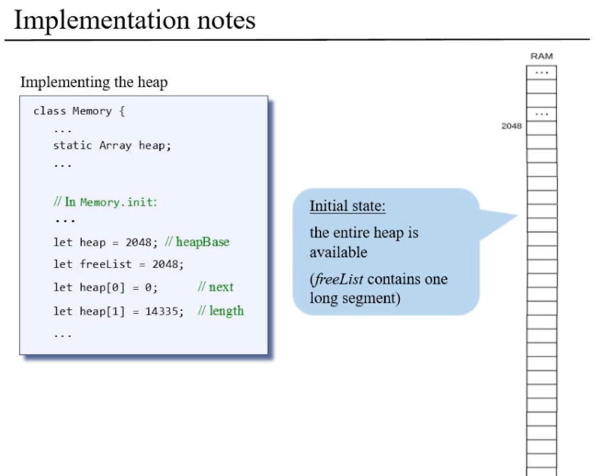 Implementation notes
Implementing the heap
class Memory {
...
static Array heap;
...
// In Memory.init:
...
let heap = 2048; // heapBase
let freeList = 2048;
let heap[0] = 0; // next
let heap[1] = 14335; // length
...
Initial state:
the entire heap is
available
(freeList contains one
long segment)
RAM
...
...
2048